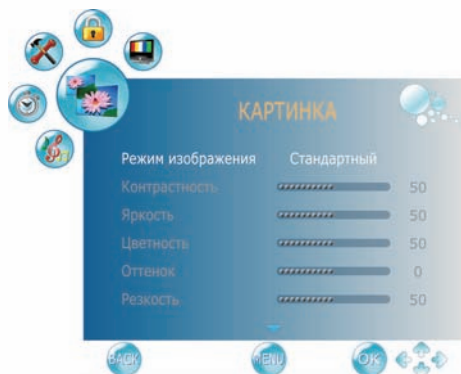 КАРТИНКА
Режим изображения Стандартный
Контрастность 50
Яркость 50
Цветность 50
Оттенок 0
Резкость 50
BACK MENU OK